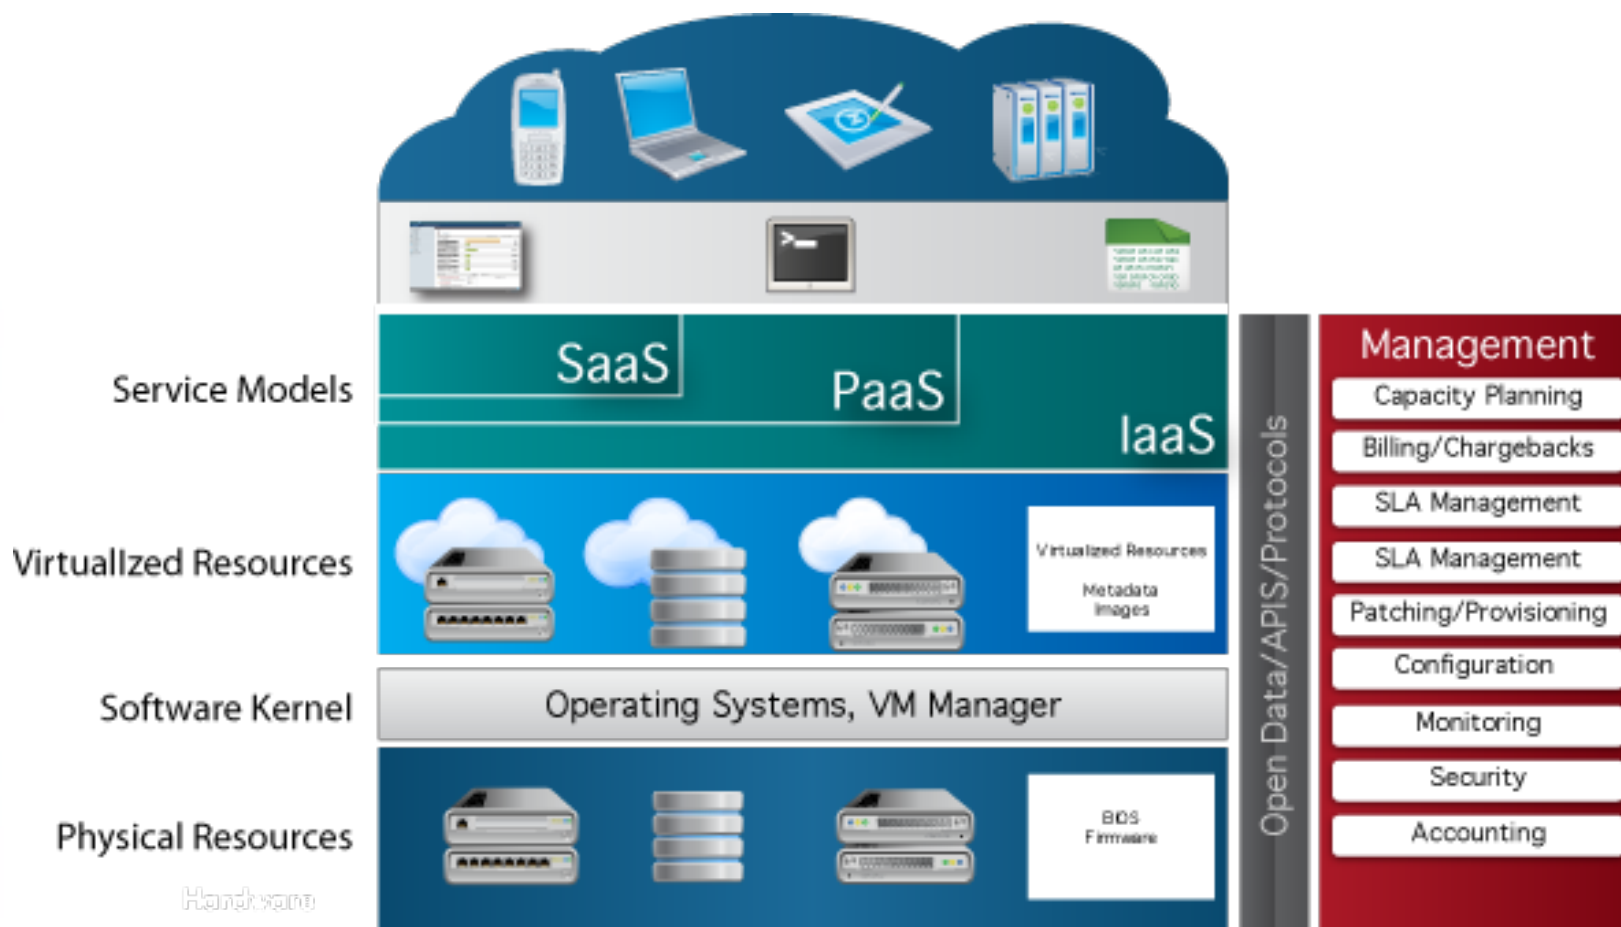 Service Models
SaaS
PaaS
IaaS
Virtualized Resources
Virtualized Resources
Metadata
Images
Software Kernel
Operating Systems, VM Manager
Physical Resources
BIOS
Firmware
Hardware
Open Data/APIS/Protocols
Management
Capacity Planning
Billing/Chargebacks
SLA Management
SLA Management
Patching/Provisioning
Configuration
Monitoring
Security
Accounting